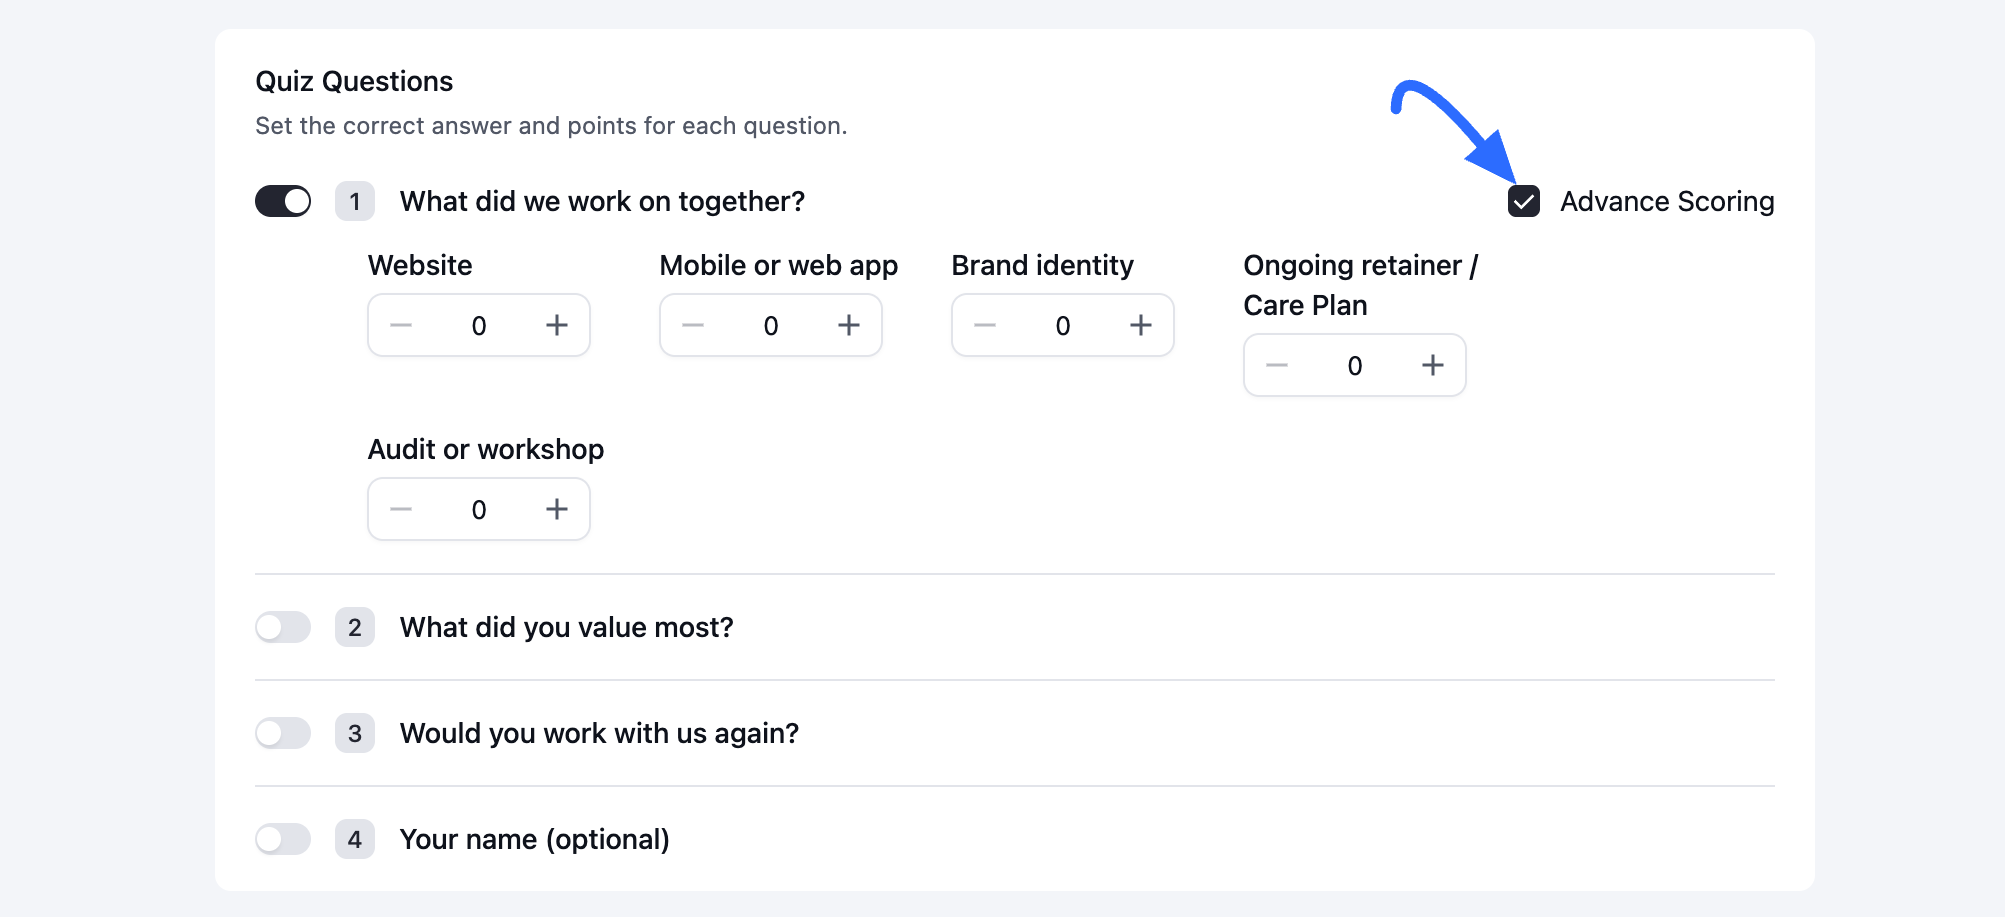 Quiz Questions
Set the correct answer and points for each question.
1 What did we work on together? Advance Scoring
Website Mobile or web app Brand identity Ongoing retainer /
Care Plan
0 0 0
0
Audit or workshop
0
2 What did you value most?
3 Would you work with us again?
4 Your name (optional)